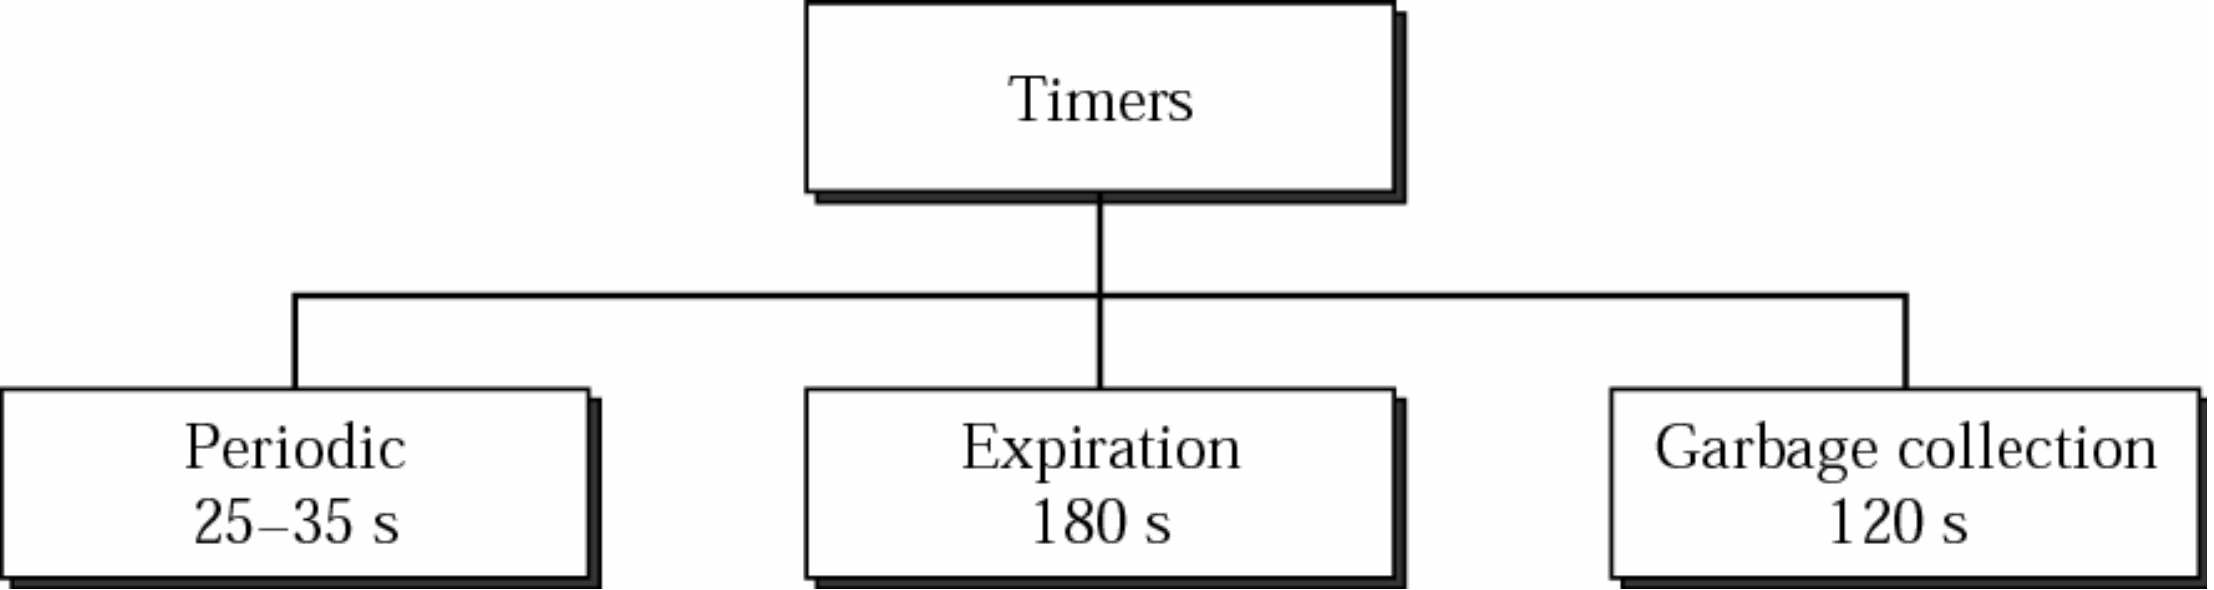 Timers
Periodic
25–35 s
Expiration
180 s
Garbage collection
120 s